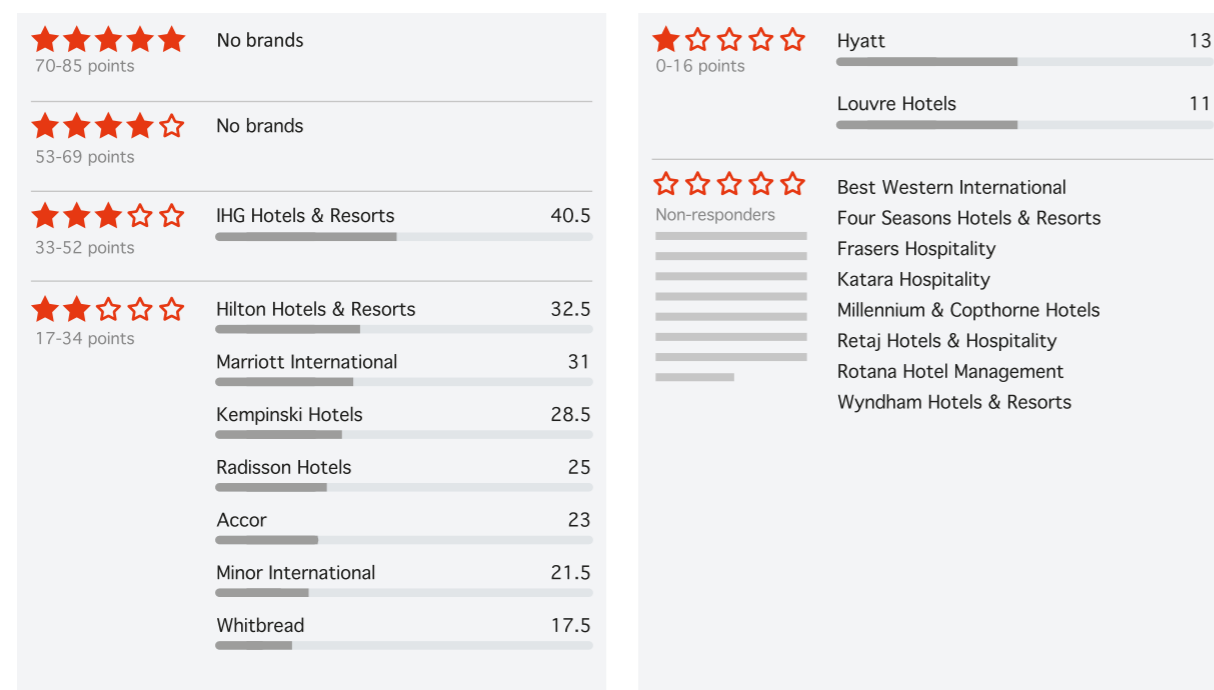 No brands
70-85 points
No brands
53-69 points
IHG Hotels & Resorts 40.5
33-52 points
Hilton Hotels & Resorts 32.5
17-34 points
Marriott International 31
Kempinski Hotels 28.5
Radisson Hotels 25
Accor 23
Minor International 21.5
Whitbread 17.5
Hyatt 13
0-16 points
Louvre Hotels 11
Best Western International
Non-responders
Four Seasons Hotels & Resorts
Frasers Hospitality
Katara Hospitality
Millennium & Copthorne Hotels
Retaj Hotels & Hospitality
Rotana Hotel Management
Wyndham Hotels & Resorts